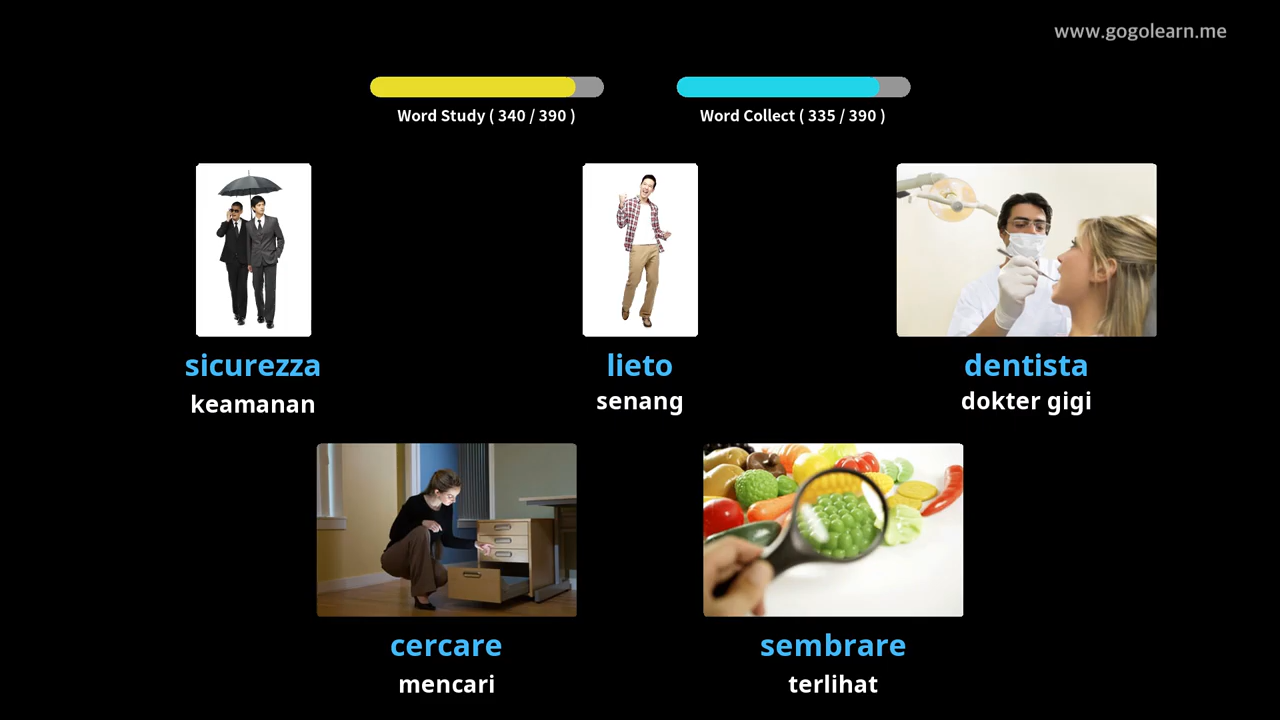 www.gogolearn.me
Word Study ( 340 / 390 )
Word Collect ( 335 / 390 )
sicurezza
keamanan
lieto
senang
dentista
dokter gigi
cercare
mencari
sembrare
terlihat